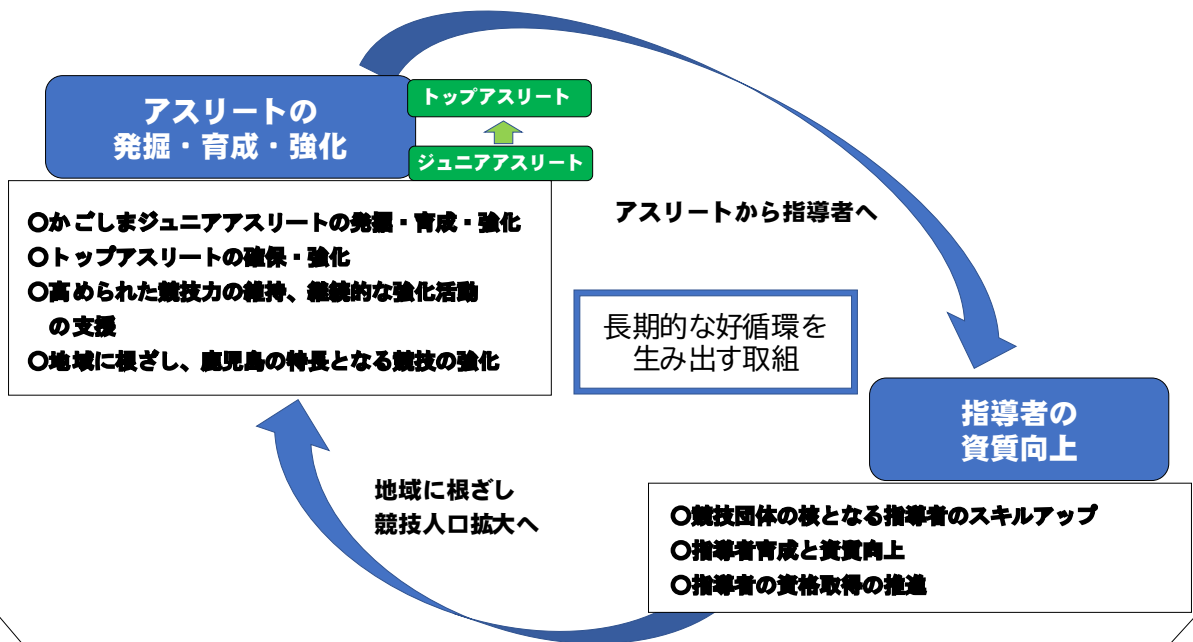 アスリートの
発掘・育成・強化
トップアスリート
ジュニアアスリート
〇かごしまジュニアアスリートの発掘・育成・強化
〇トップアスリートの確保・強化
〇高められた競技力の維持、継続的な強化活動
の支援
〇地域に根ざし、鹿児島の特長となる競技の強化
アスリートから指導者へ
長期的な好循環を
生み出す取組
指導者の
資質向上
〇競技団体の核となる指導者のスキルアップ
〇指導者育成と資質向上
〇指導者の資格取得の推進
地域に根ざし
競技人口拡大へ